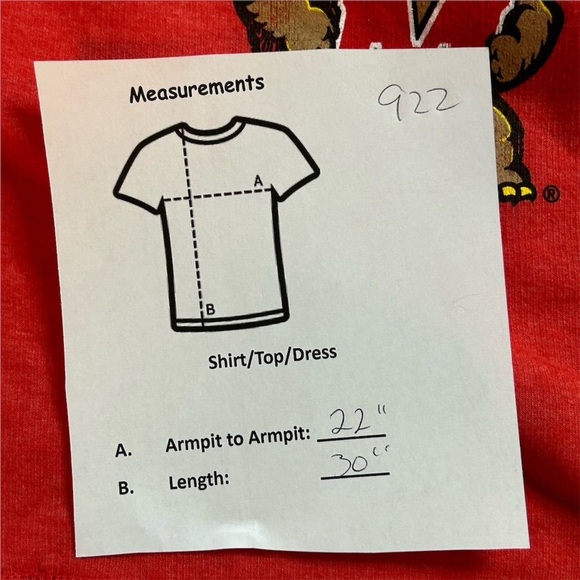 Measurements
922
A
B
Shirt/Top/Dress
A. Armpit to Armpit: 22"
B. Length: 30"
®